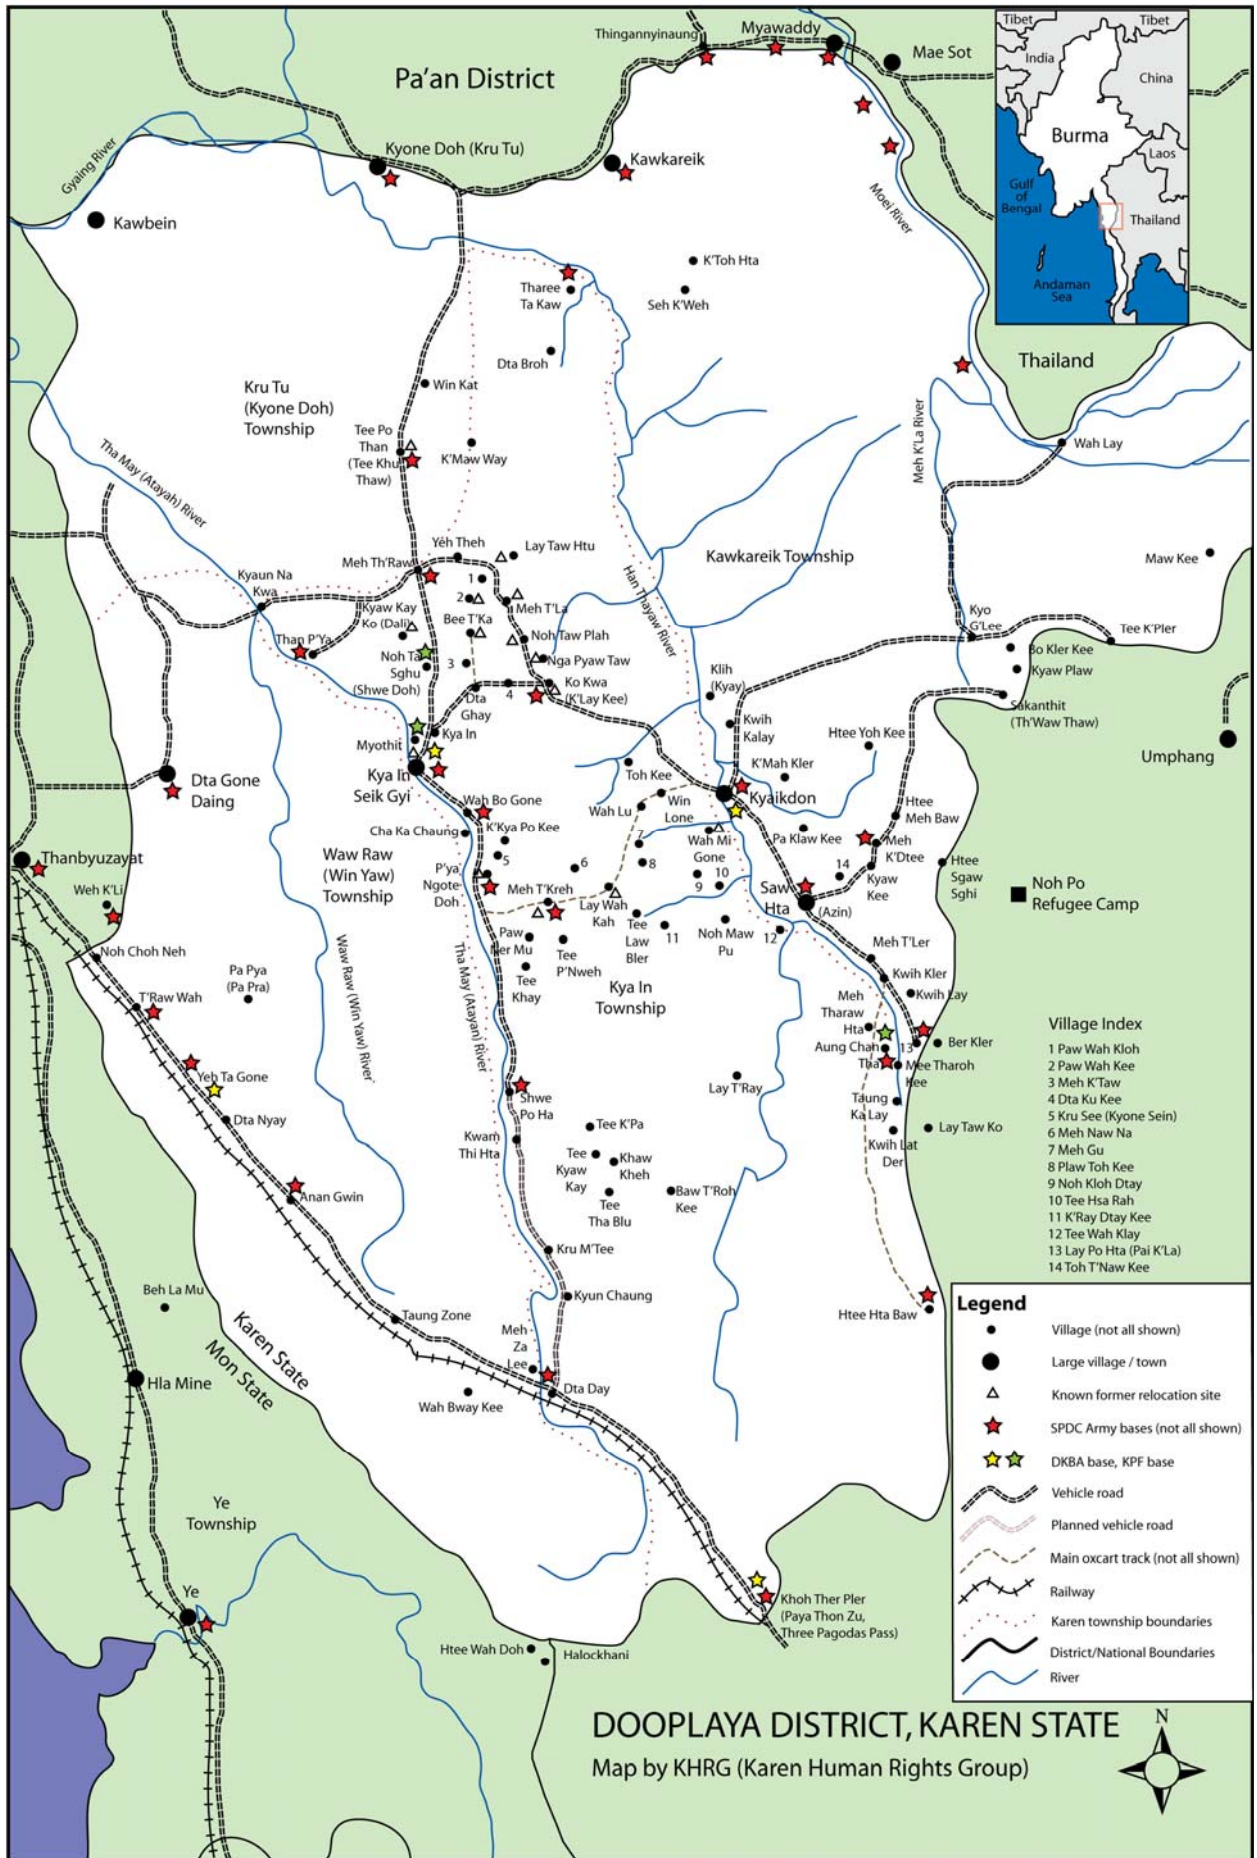 Thingannyinaung
Myawaddy
Mae Sot
Pa'an District
Tibet
Tibet
India
China
Burma
Laos
Gulf
of
Bengal
Thailand
Andaman
Sea
Gyaing River
Kyone Doh (Kru Tu)
Kawkareik
Moei River
Kawbein
K'Toh Hta
Tharee
Ta Kaw
Seh K'Weh
Dta Broh
Thailand
Win Kat
Kru Tu
(Kyone Doh)
Township
Tee Po
Than
(Tee Khu
Thaw)
K'Maw Way
Meh K'La River
Wah Lay
Tha May (Atayah) River
Yéh Theh
Lay Taw Htu
Kawkareik Township
Maw Kee
Meh Th'Raw
Kyaun Na
Kwa
1
2
Meh T'La
Han Thayaw River
Kyaw Kay
Ko (Dali)
Bee T'Ka
Noh Taw Plah
Kyo
G'Lee
Tee K'Pler
Than P'Ya
Noh Ta
Sghu
(Shwe Doh)
3
Nga Pyaw Taw
Bo Kler Kee
Kyaw Plaw
Dta
Ghay
4
Ko Kwa
(K'Lay Kee)
Klih
(Kyay)
Sakanthit
(Th'Waw Thaw)
Kya In
Myothit
Kwih
Kalay
Htee Yoh Kee
Umphang
Dta Gone
Daing
Kya In
Seik Gyi
Toh Kee
K'Mah Kler
Kyaikdon
Wah Bo Gone
Wah Lu
Win
Lone
Htee
Meh Baw
Cha Ka Chaung
K'Kya Po Kee
Wah Mi
Gone
Pa Klaw Kee
Meh
K'Dtee
Thanbyuzayat
Waw Raw
(Win Yaw)
Township
5
6
7
8
14
Kyaw
Kee
Htee
Sgaw
Sghi
Weh K'Li
P'ya
Ngote
Doh
Meh T'Kreh
Lay Wah
Kah
9
10
Saw
Hta
(Azin)
Noh Po
Refugee Camp
Noh Choh Neh
Waw Raw (Win Yaw) River
Tha May (Atayan) River
Paw
Ner Mu
Tee
P'Nweh
Tee
Law
Bler
11
Noh Maw
Pu
12
Meh T'Ler
Pa Pya
(Pa Pra)
Tee
Khay
Kya In
Township
Kwih Kler
Kwih Lay
T'Raw Wah
Meh
Tharaw
Hta
Aung Chan
Tha
13
Ber Kler
Mee Tharoh
Kee
Yeh Ta Gone
Shwe
Po Ha
Lay T'Ray
Taung
Ka Lay
Dta Nyay
Kwam
Thi Hta
Tee K'Pa
Kwih Lat
Der
Lay Taw Ko
Tee
Kyaw
Kay
Khaw
Kheh
Anan Gwin
Tee
Tha Blu
Baw T'Roh
Kee
Kru M'Tee
Beh La Mu
Kyun Chaung
Htee Hta Baw
Karen State
Mon State
Taung Zone
Meh
Za
Lee
Hla Mine
Wah Bway Kee
Dta Day
Ye
Township
Ye
Khoh Ther Pler
(Paya Thon Zu,
Three Pagodas Pass)
Htee Wah Doh
Halockhani
Village Index
1 Paw Wah Kloh
2 Paw Wah Kee
3 Meh K'Taw
4 Dta Ku Kee
5 Kru See (Kyone Sein)
6 Meh Naw Na
7 Meh Gu
8 Plaw Toh Kee
9 Noh Kloh Dtay
10 Tee Hsa Rah
11 K'Ray Dtay Kee
12 Tee Wah Klay
13 Lay Po Hta (Pai K'La)
14 Toh T'Naw Kee
Legend
Village (not all shown)
Large village / town
Known former relocation site
SPDC Army bases (not all shown)
DKBA base, KPF base
Vehicle road
Planned vehicle road
Main oxcart track (not all shown)
Railway
Karen township boundaries
District/National Boundaries
River
DOOPLAYA DISTRICT, KAREN STATE
Map by KHRG (Karen Human Rights Group)
N